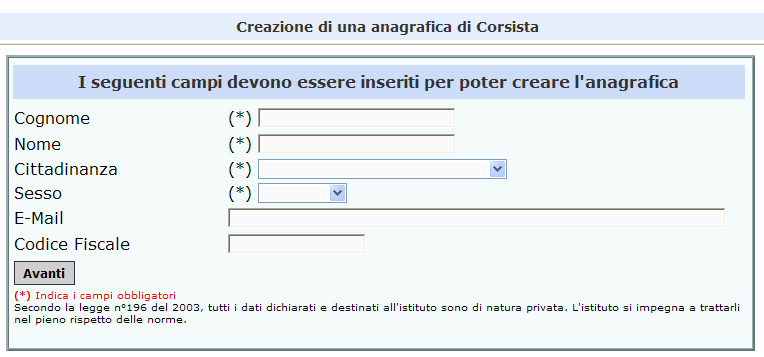 Creazione di una anagrafica di Corsista
I seguenti campi devono essere inseriti per poter creare l'anagrafica
Cognome (*)
Nome (*)
Cittadinanza (*)
Sesso (*)
E-Mail
Codice Fiscale
Avanti
(*) Indica i campi obbligatori
Secondo la legge n°196 del 2003, tutti i dati dichiarati e destinati all'istituto sono di natura privata. L'istituto si impegna a trattarli
nel pieno rispetto delle norme.